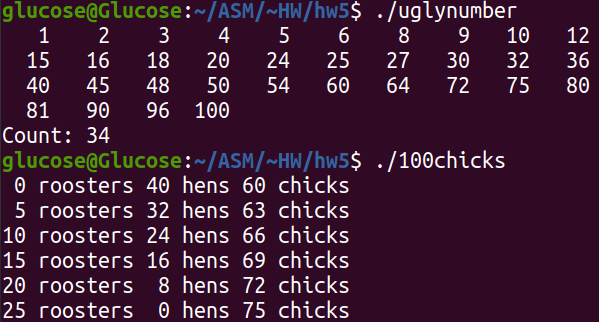 glucose@Glucose:~/ASM/~HW/hw5$ ./uglynumber
1 2 3 4 5 6 8 9 10 12
15 16 18 20 24 25 27 30 32 36
40 45 48 50 54 60 64 72 75 80
81 90 96 100
Count: 34
glucose@Glucose:~/ASM/~HW/hw5$ ./100chicks
0 roosters 40 hens 60 chicks
5 roosters 32 hens 63 chicks
10 roosters 24 hens 66 chicks
15 roosters 16 hens 69 chicks
20 roosters 8 hens 72 chicks
25 roosters 0 hens 75 chicks